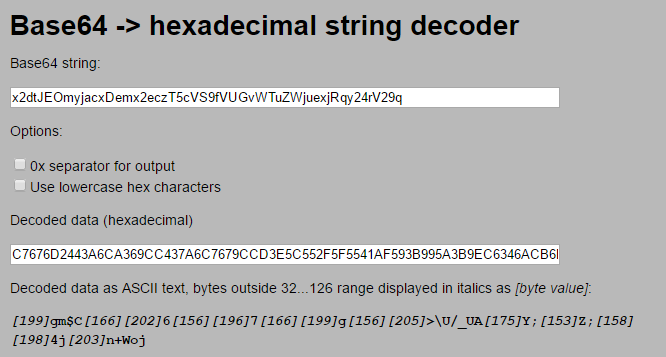 Base64 -> hexadecimal string decoder
Base64 string:
x2dtJEOmyjacxDemx2eczT5cVS9fVUGvWTuZWjuexjRqy24rV29q
Options:
0x separator for output
Use lowercase hex characters
Decoded data (hexadecimal)
C7676D2443A6CA369CC437A6C7679CCD3E5C552F5F5541AF593B995A3B9EC6346ACB6
Decoded data as ASCII text, bytes outside 32...126 range displayed in italics as [byte value]:
[199]gm$C[166][202]6[156][196]7[166][199]g[156][205]>\U/_UA[175]Y;[153]Z;[158]
[198]4j[203]n+Woj